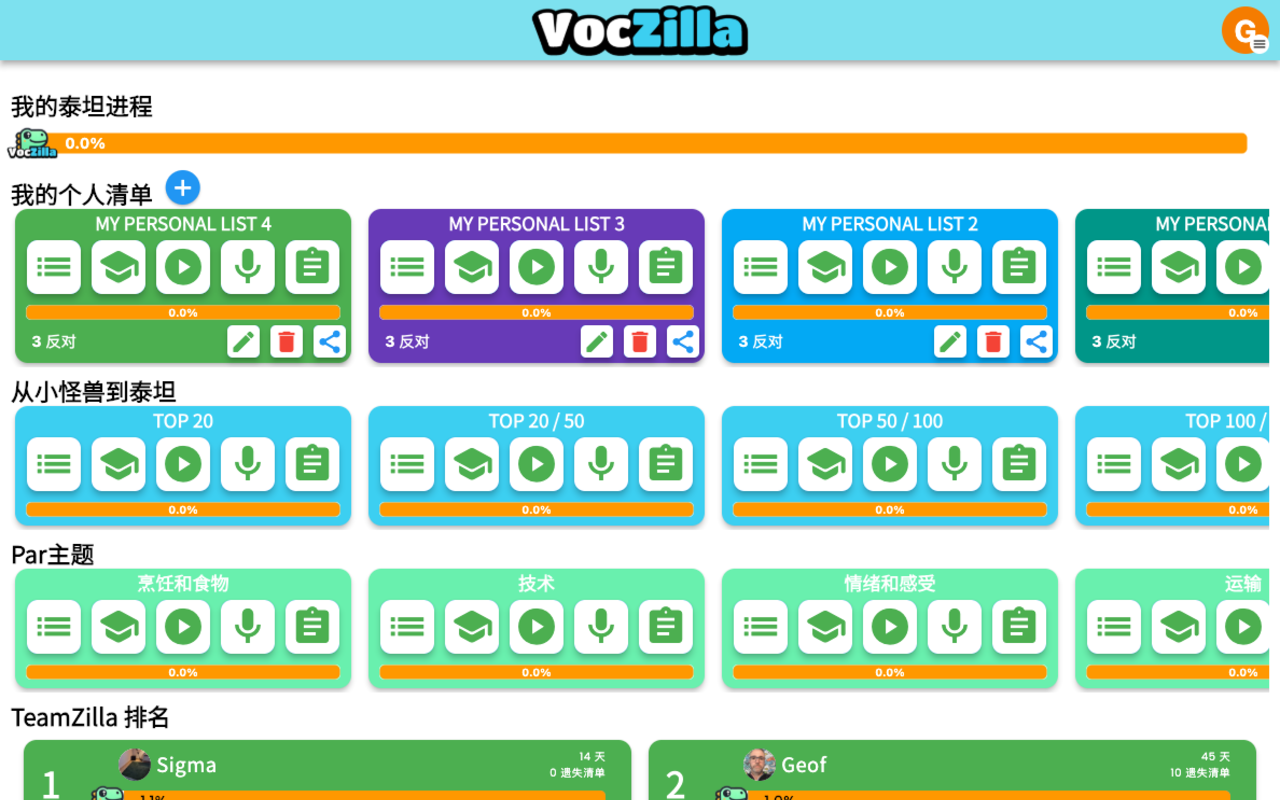 VocZilla
G
我的泰坦进程
VocZilla
0.0%
我的个人清单
MY PERSONAL LIST 4
MY PERSONAL LIST 3
MY PERSONAL LIST 2
MY PERSONAL
0.0%
0.0%
0.0%
0.0%
3 反对
3 反对
3 反对
3 反对
从小怪兽到泰坦
TOP 20
TOP 20 / 50
TOP 50 / 100
TOP 100 /
0.0%
0.0%
0.0%
0.0%
Par主题
烹饪和食物
技术
情绪和感受
运输
0.0%
0.0%
0.0%
0.0%
TeamZilla 排名
1
Sigma
14 天
0 遗失清单
1.1%
2
Geof
45 天
10 遗失清单
1.0%